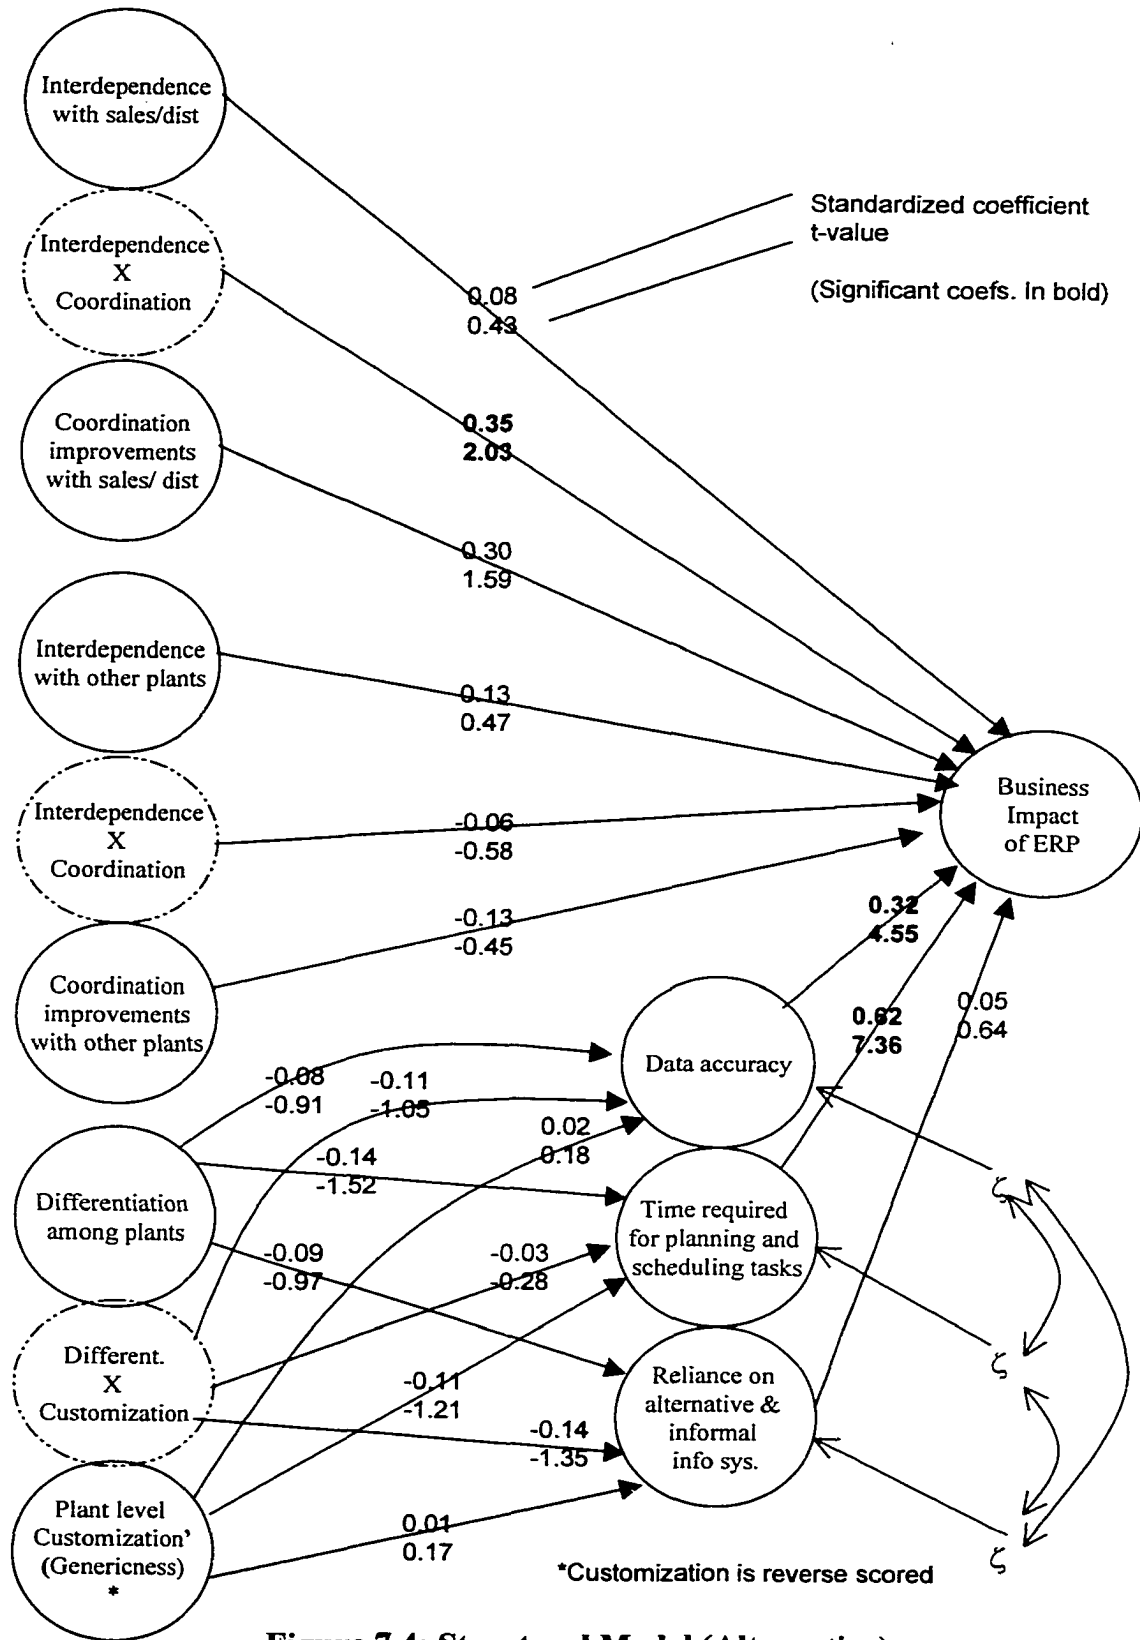 Interdependence
with sales/dist
Standardized coefficient
t-value
(Significant coefs. In bold)
Interdependence
X
Coordination
0.08
0.43
Coordination
improvements
with sales/ dist
0.35
2.03
0.30
1.59
Interdependence
with other plants
0.13
0.47
Interdependence
X
Coordination
-0.06
-0.58
Business
Impact
of ERP
Coordination
improvements
with other plants
-0.13
-0.45
0.32
4.55
0.62
7.36
0.05
0.64
Data accuracy
-0.08
-0.91
-0.11
-1.05
0.02
0.18
Differentiation
among plants
-0.14
-1.52
Time required
for planning and
scheduling tasks
ζ
-0.09
-0.97
-0.03
-0.28
Different.
X
Customization
Reliance on
alternative &
informal
info sys.
ζ
-0.11
-1.21
-0.14
-1.35
Plant level
Customization'
(Genericness)
*
0.01
0.17
ζ
*Customization is reverse scored
Figure 7.4: Structural Model (Alternative)